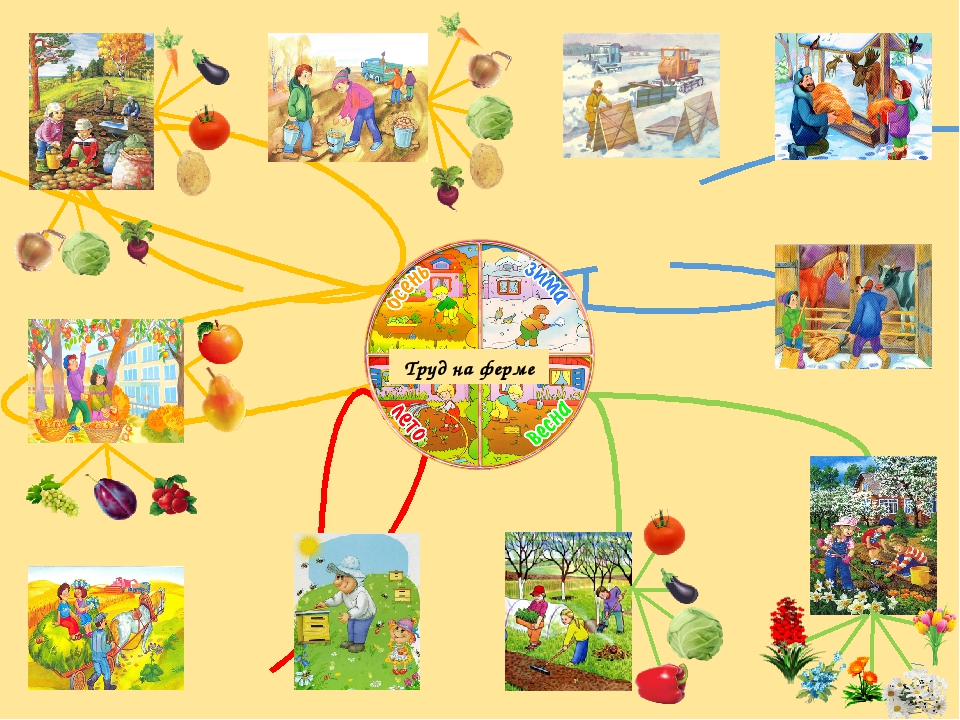 осень
зима
Труд на ферме
лето
весна